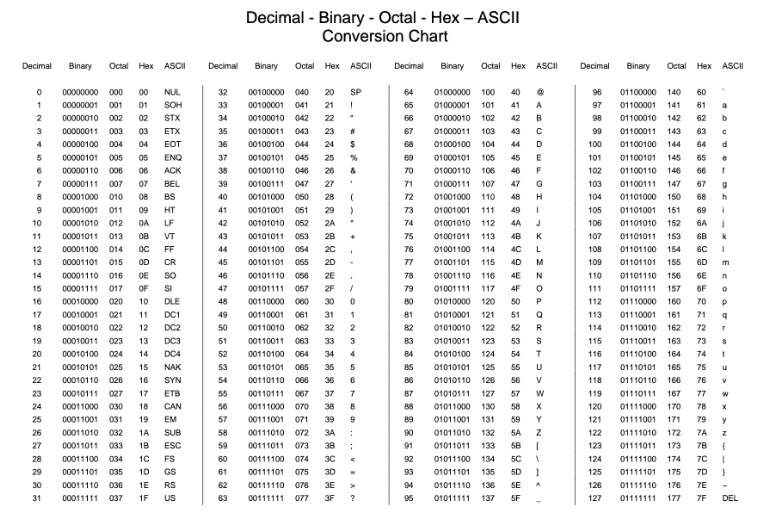 Decimal - Binary - Octal - Hex – ASCII
Conversion Chart
Decimal Binary Octal Hex ASCII Decimal Binary Octal Hex ASCII Decimal Binary Octal Hex ASCII Decimal Binary Octal Hex ASCII
0 00000000 000 00 NUL 32 00100000 040 20 SP 64 01000000 100 40 @ 96 01100000 140 60 `
1 00000001 001 01 SOH 33 00100001 041 21 ! 65 01000001 101 41 A 97 01100001 141 61 a
2 00000010 002 02 STX 34 00100010 042 22 “ 66 01000010 102 42 B 98 01100010 142 62 b
3 00000011 003 03 ETX 35 00100011 043 23 # 67 01000011 103 43 C 99 01100011 143 63 c
4 00000100 004 04 EOT 36 00100100 044 24 $ 68 01000100 104 44 D 100 01100100 144 64 d
5 00000101 005 05 ENQ 37 00100101 045 25 % 69 01000101 105 45 E 101 01100101 145 65 e
6 00000110 006 06 ACK 38 00100110 046 26 & 70 01000110 106 46 F 102 01100110 146 66 f
7 00000111 007 07 BEL 39 00100111 047 27 ' 71 01000111 107 47 G 103 01100111 147 67 g
8 00001000 010 08 BS 40 00101000 050 28 ( 72 01001000 110 48 H 104 01101000 150 68 h
9 00001001 011 09 HT 41 00101001 051 29 ) 73 01001001 111 49 I 105 01101001 151 69 i
10 00001010 012 0A LF 42 00101010 052 2A * 74 01001010 112 4A J 106 01101010 152 6A j
11 00001011 013 0B VT 43 00101011 053 2B + 75 01001011 113 4B K 107 01101011 153 6B k
12 00001100 014 0C FF 44 00101100 054 2C , 76 01001100 114 4C L 108 01101100 154 6C l
13 00001101 015 0D CR 45 00101101 055 2D - 77 01001101 115 4D M 109 01101101 155 6D m
14 00001110 016 0E SO 46 00101110 056 2E . 78 01001110 116 4E N 110 01101110 156 6E n
15 00001111 017 0F SI 47 00101111 057 2F / 79 01001111 117 4F O 111 01101111 157 6F o
16 00010000 020 10 DLE 48 00110000 060 30 0 80 01010000 120 50 P 112 01110000 160 70 p
17 00010001 021 11 DC1 49 00110001 061 31 1 81 01010001 121 51 Q 113 01110001 161 71 q
18 00010010 022 12 DC2 50 00110010 062 32 2 82 01010010 122 52 R 114 01110010 162 72 r
19 00010011 023 13 DC3 51 00110011 063 33 3 83 01010011 123 53 S 115 01110011 163 73 s
20 00010100 024 14 DC4 52 00110100 064 34 4 84 01010100 124 54 T 116 01110100 164 74 t
21 00010101 025 15 NAK 53 00110101 065 35 5 85 01010101 125 55 U 117 01110101 165 75 u
22 00010110 026 16 SYN 54 00110110 066 36 6 86 01010110 126 56 V 118 01110110 166 76 v
23 00010111 027 17 ETB 55 00110111 067 37 7 87 01010111 127 57 W 119 01110111 167 77 w
24 00011000 030 18 CAN 56 00111000 070 38 8 88 01011000 130 58 X 120 01111000 170 78 x
25 00011001 031 19 EM 57 00111001 071 39 9 89 01011001 131 59 Y 121 01111001 171 79 y
26 00011010 032 1A SUB 58 00111010 072 3A : 90 01011010 132 5A Z 122 01111010 172 7A z
27 00011011 033 1B ESC 59 00111011 073 3B ; 91 01011011 133 5B [ 123 01111011 173 7B {
28 00011100 034 1C FS 60 00111100 074 3C < 92 01011100 134 5C \ 124 01111100 174 7C |
29 00011101 035 1D GS 61 00111101 075 3D = 93 01011101 135 5D ] 125 01111101 175 7D }
30 00011110 036 1E RS 62 00111110 076 3E > 94 01011110 136 5E ^ 126 01111110 176 7E ~
31 00011111 037 1F US 63 00111111 077 3F ? 95 01011111 137 5F _ 127 01111111 177 7F DEL